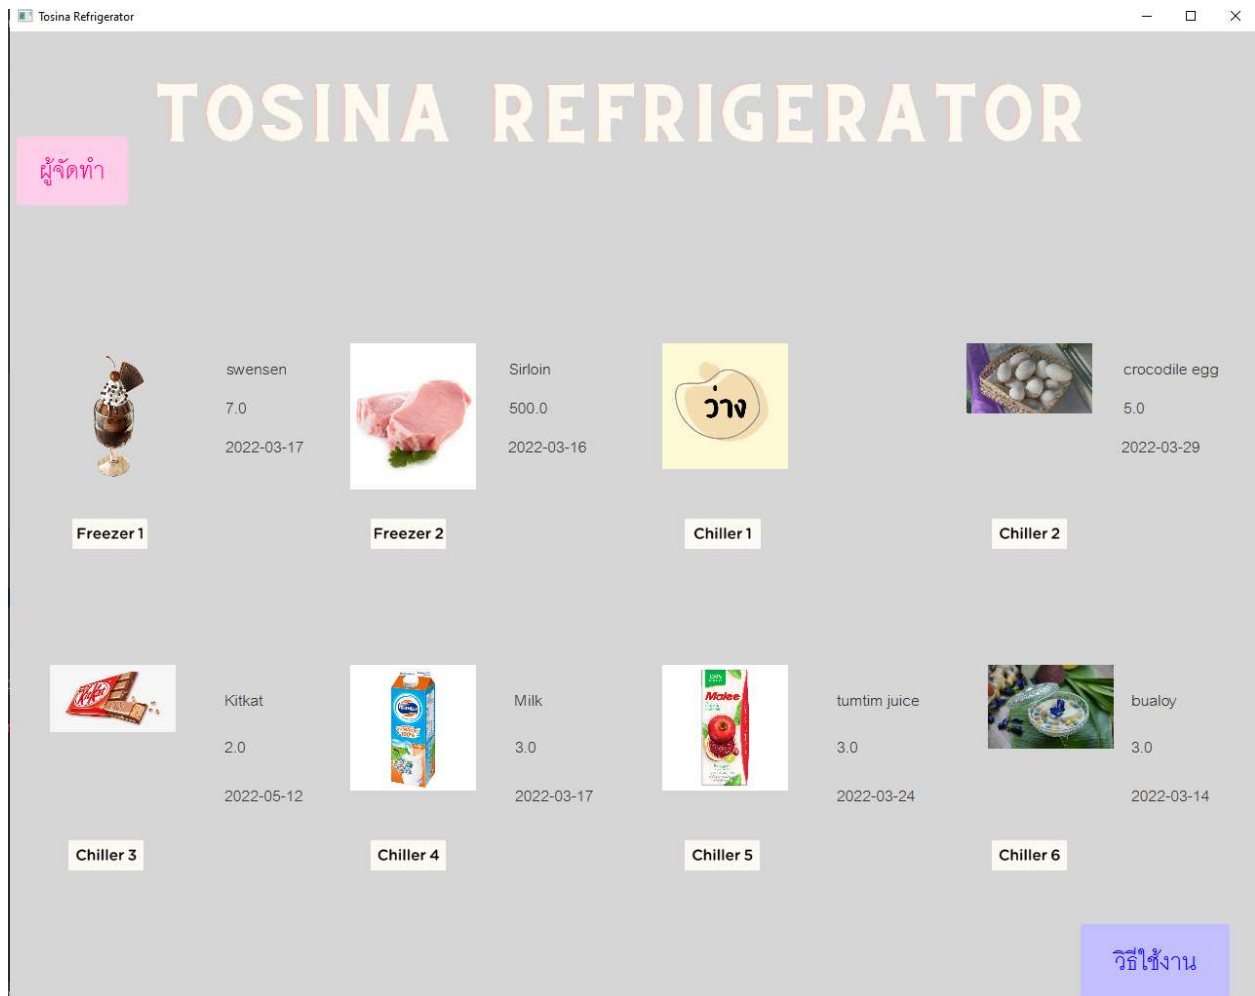 Tosina Refrigerator
TOSINA REFRIGERATOR
ผู้จัดทำ
swensen
7.0
2022-03-17
Freezer 1
Sirloin
500.0
2022-03-16
Freezer 2
ว่าง
Chiller 1
crocodile egg
5.0
2022-03-29
Chiller 2
KitKat
Kitkat
2.0
2022-05-12
Chiller 3
Milk
3.0
2022-03-17
Chiller 4
100%
Malee
tumtim juice
3.0
2022-03-24
Chiller 5
bualoy
3.0
2022-03-14
Chiller 6
วิธีใช้งาน